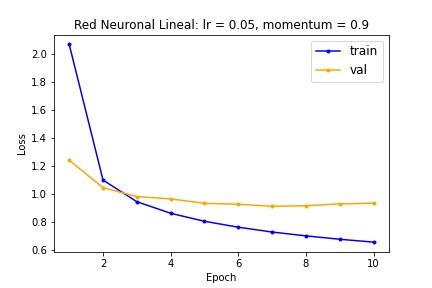 Red Neuronal Lineal: lr = 0.05, momentum = 0.9
train
val
Loss
2.0
1.8
1.6
1.4
1.2
1.0
0.8
0.6
2 4 6 8 10
Epoch